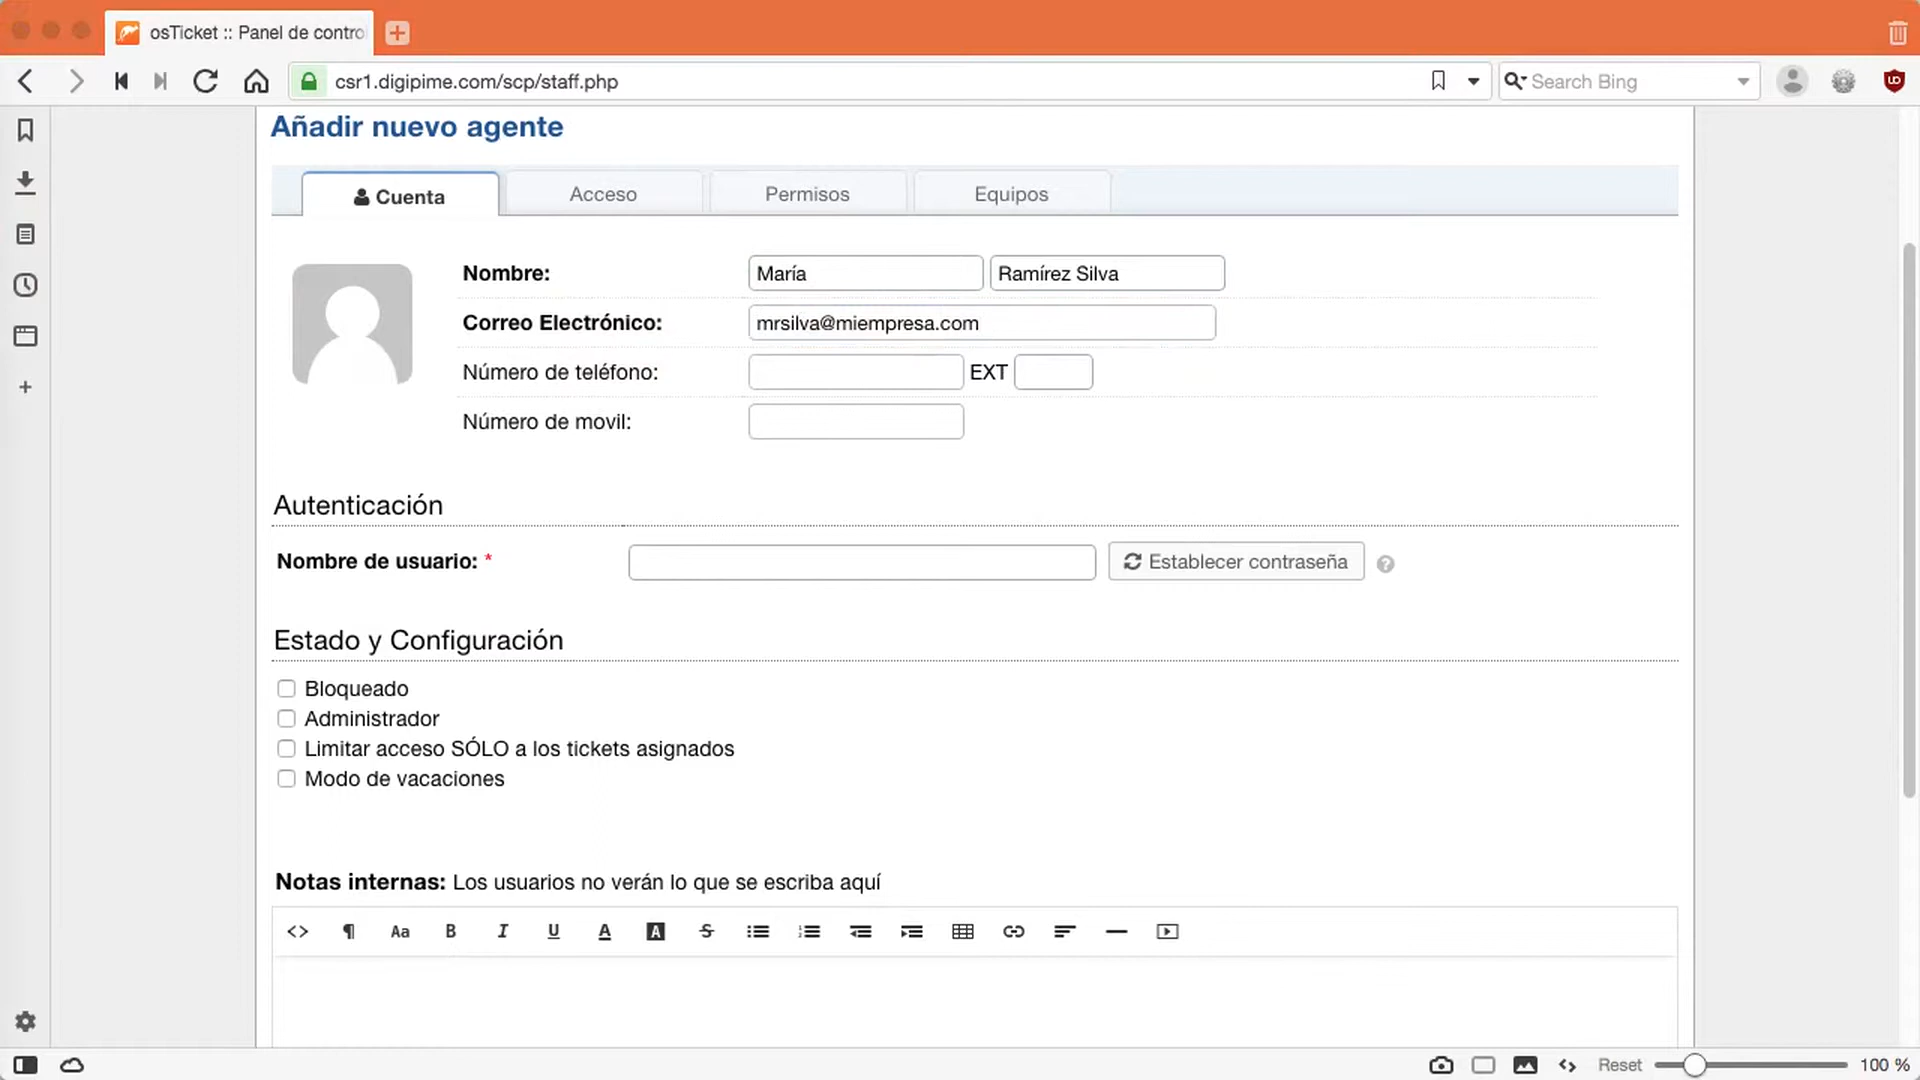 osTicket :: Panel de contro
csr1.digipime.com/scp/staff.php
Search Bing
Añadir nuevo agente
Cuenta
Acceso
Permisos
Equipos
Nombre: María Ramírez Silva
Correo Electrónico: mrsilva@miempresa.com
Número de teléfono: EXT
Número de movil:
Autenticación
Nombre de usuario: * Establecer contraseña ?
Estado y Configuración
Bloqueado
Administrador
Limitar acceso SÓLO a los tickets asignados
Modo de vacaciones
Notas internas: Los usuarios no verán lo que se escriba aquí
<> ¶ Aa B I U A A S
Reset 100 %